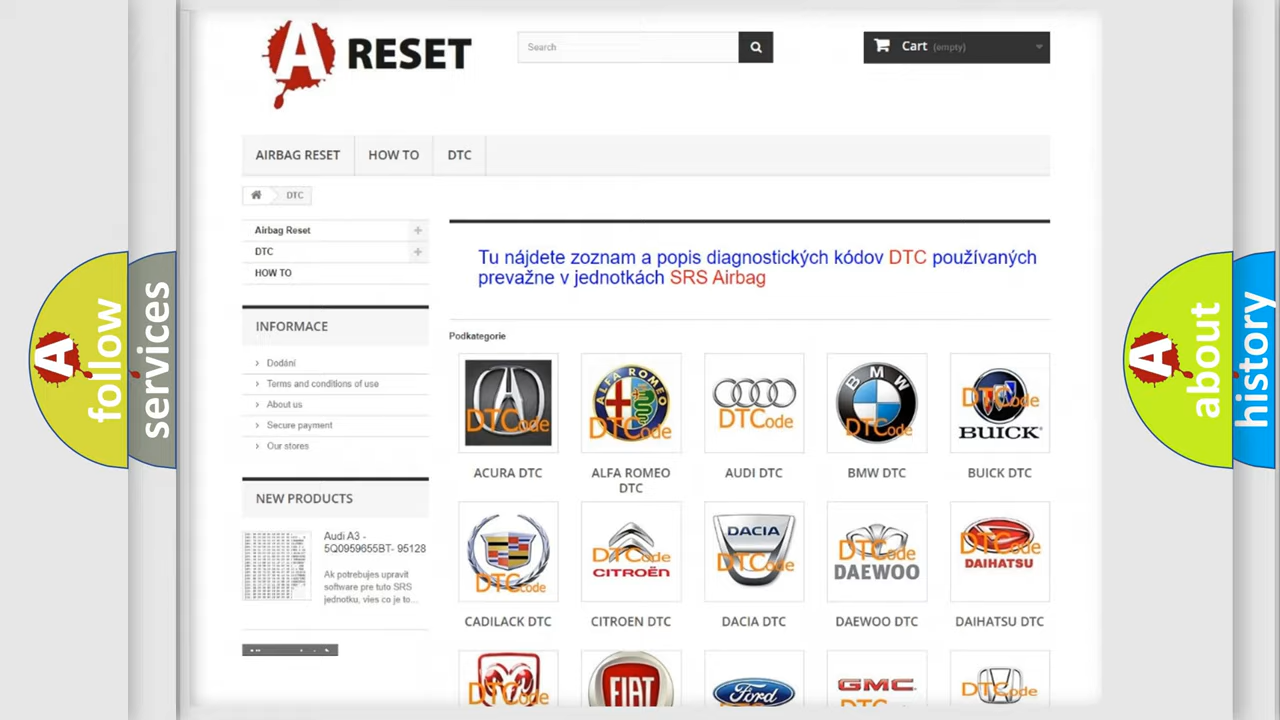 A RESET
Search
Cart (empty)
AIRBAG RESET
HOW TO
DTC
DTC
Airbag Reset
DTC
HOW TO
INFORMACE
Dodání
Terms and conditions of use
About us
Secure payment
Our stores
NEW PRODUCTS
Audi A3 -
5Q0959655BT- 95128
Ak potrebujes upravit
software pre tuto SRS
jednotku, vies co je to...
Tu nájdete zoznam a popis diagnostických kódov DTC používaných
prevažne v jednotkách SRS Airbag
Podkategorie
DTCode
ALFA ROMEO
DTCode
DTCode
BMW
DTCode
DTCode
BUICK
ACURA DTC
ALFA ROMEO
DTC
AUDI DTC
BMW DTC
BUICK DTC
DTCode
DTCode
CITROËN
DACIA
DTCode
DTCode
DAEWOO
DTCode
DAIHATSU
CADILACK DTC
CITROEN DTC
DACIA DTC
DAEWOO DTC
DAIHATSU DTC
DTCode
FIAT
Ford
GMC
DTCode
A follow
services
A about
history